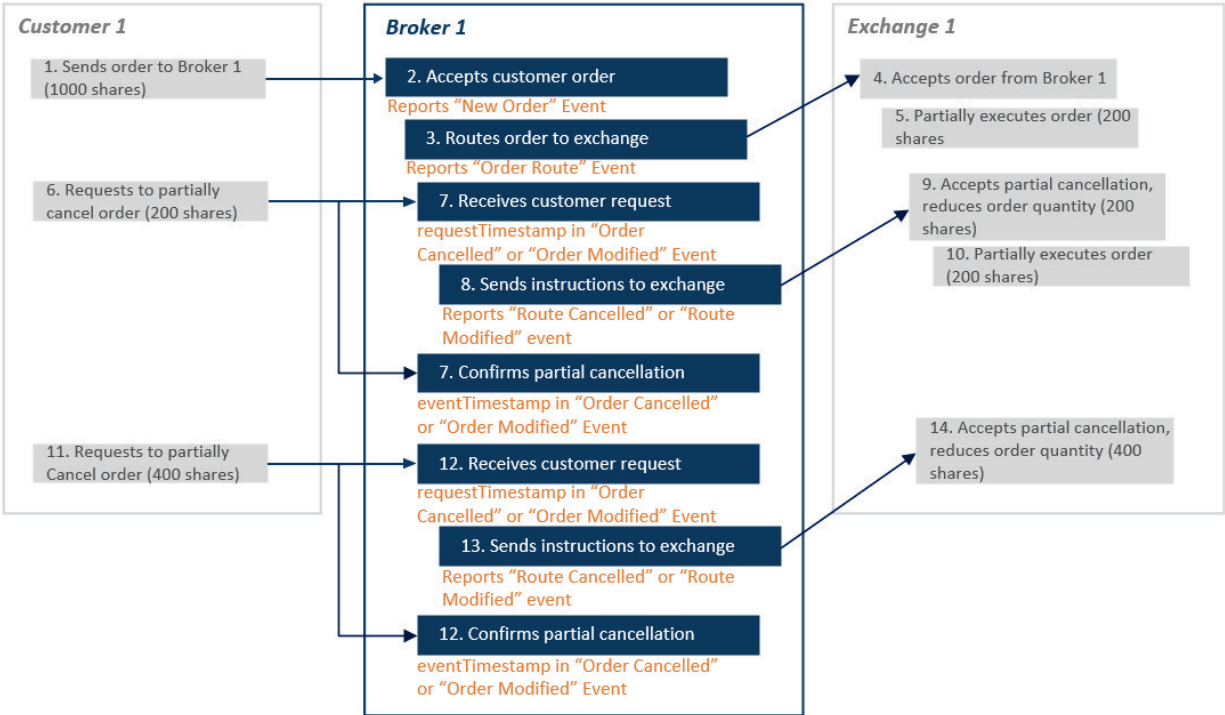 Customer 1
1. Sends order to Broker 1
(1000 shares)
6. Requests to partially
cancel order (200 shares)
11. Requests to partially
Cancel order (400 shares)
Broker 1
2. Accepts customer order
Reports “New Order” Event
3. Routes order to exchange
Reports “Order Route” Event
7. Receives customer request
requestTimestamp in “Order
Cancelled” or “Order Modified” Event
8. Sends instructions to exchange
Reports “Route Cancelled” or “Route
Modified” event
7. Confirms partial cancellation
eventTimestamp in “Order Cancelled”
or “Order Modified” Event
12. Receives customer request
requestTimestamp in “Order
Cancelled” or “Order Modified” Event
13. Sends instructions to exchange
Reports “Route Cancelled” or “Route
Modified” event
12. Confirms partial cancellation
eventTimestamp in “Order Cancelled”
or “Order Modified” Event
Exchange 1
4. Accepts order from Broker 1
5. Partially executes order (200
shares
9. Accepts partial cancellation,
reduces order quantity (200
shares)
10. Partially executes order
(200 shares)
14. Accepts partial cancellation,
reduces order quantity (400
shares)